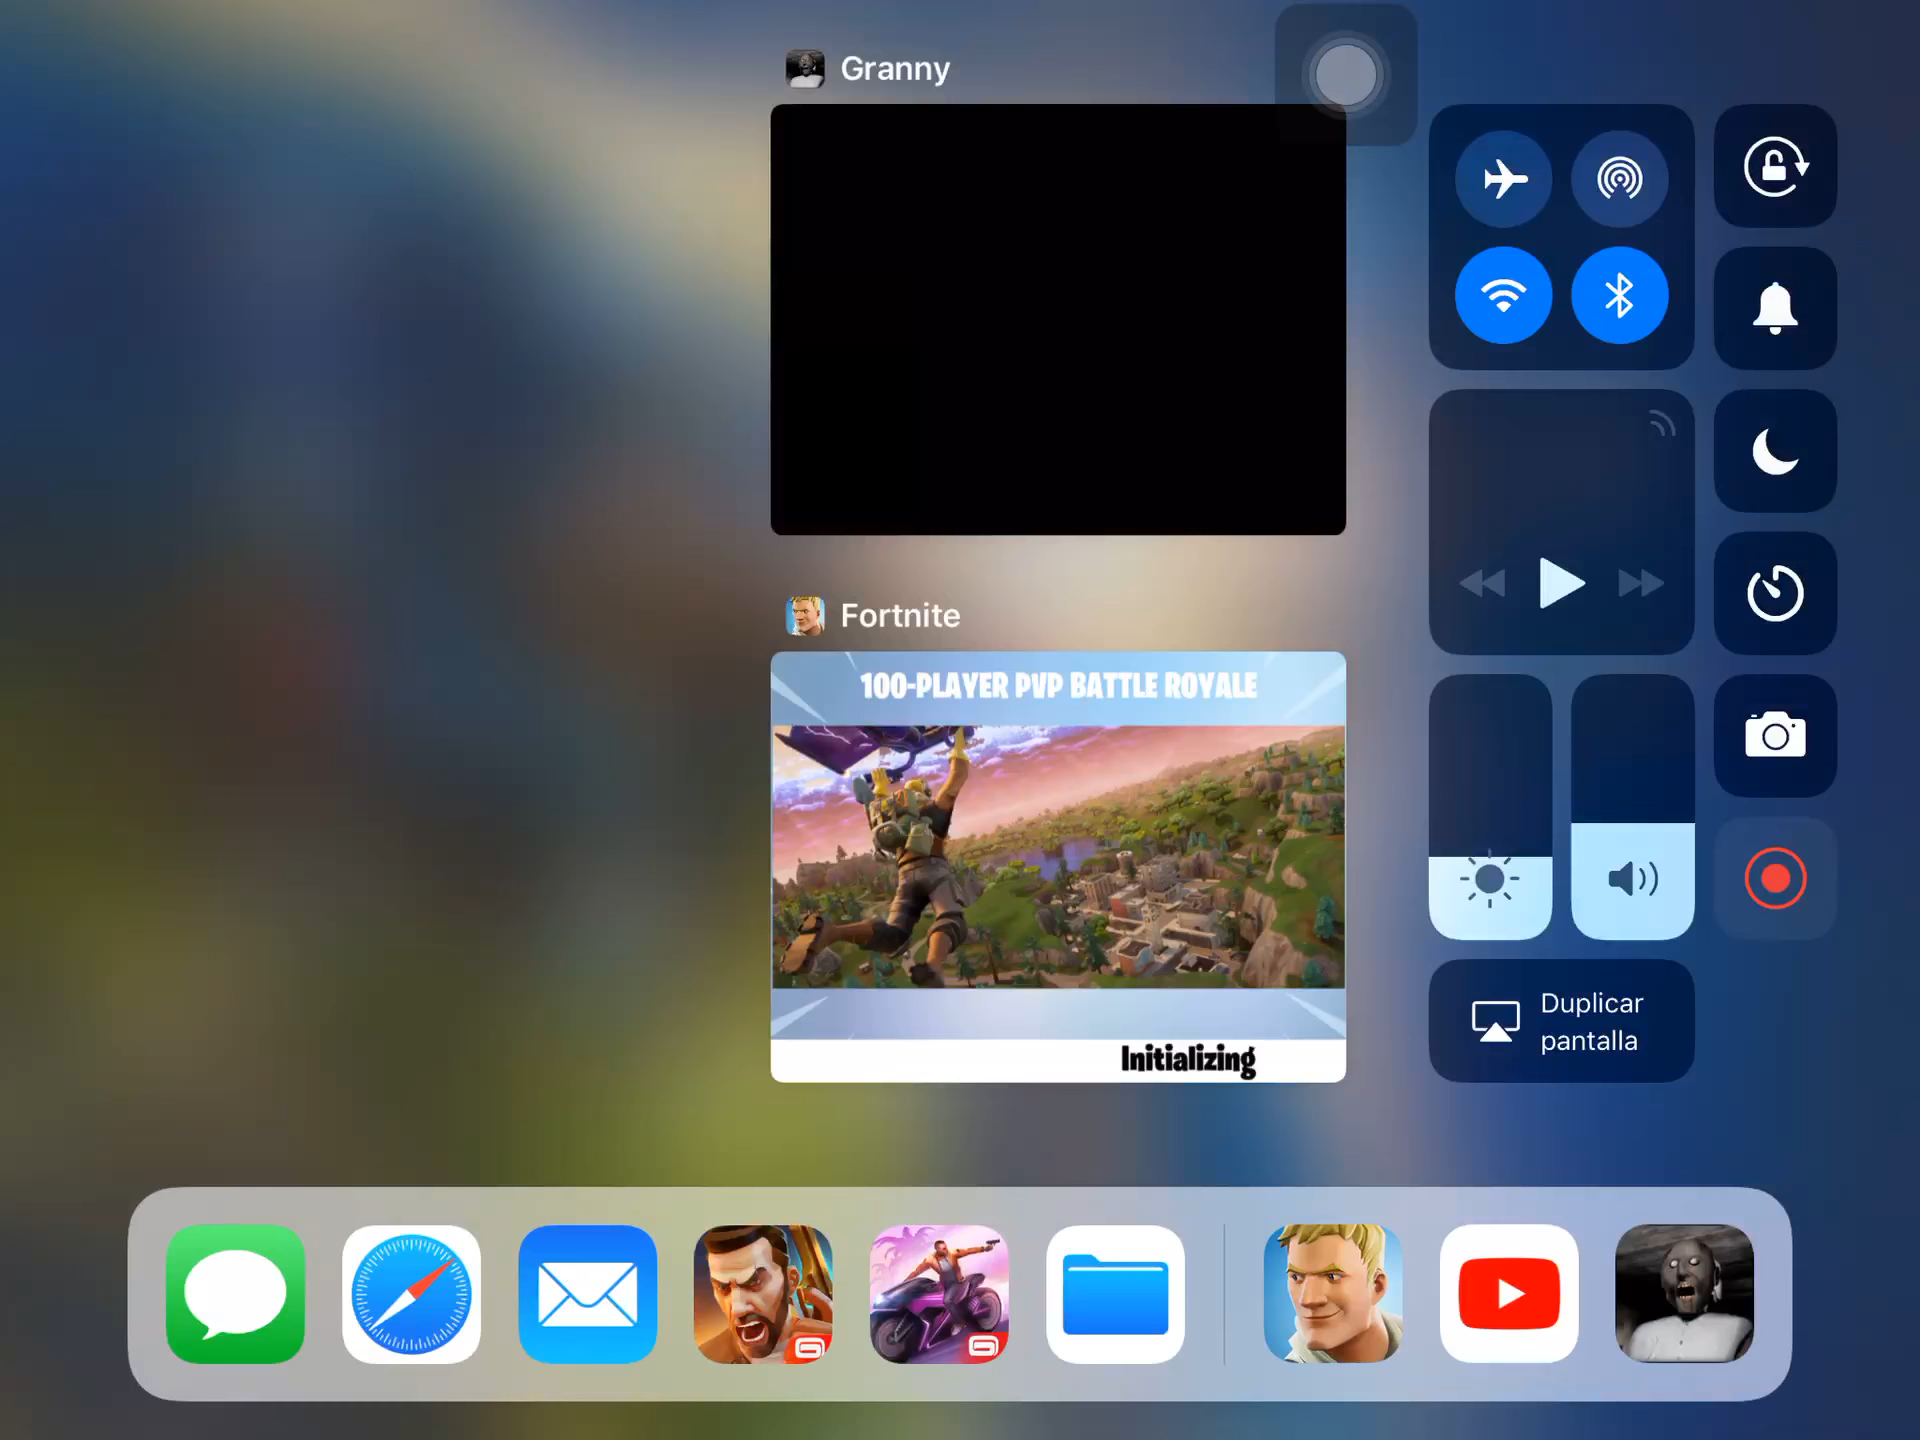 Granny
Fortnite
100-PLAYER PVP BATTLE ROYALE
Initializing
Duplicar
pantalla